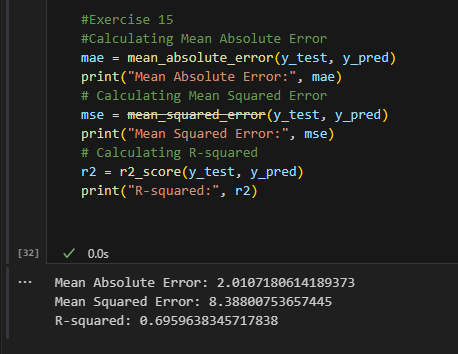 #Exercise 15
#Calculating Mean Absolute Error
mae = mean_absolute_error(y_test, y_pred)
print("Mean Absolute Error:", mae)
# Calculating Mean Squared Error
mse = mean_squared_error(y_test, y_pred)
print("Mean Squared Error:", mse)
# Calculating R-squared
r2 = r2_score(y_test, y_pred)
print("R-squared:", r2)
[32] ✓ 0.0s
... Mean Absolute Error: 2.0107180614189373
Mean Squared Error: 8.38800753657445
R-squared: 0.6959638345717838